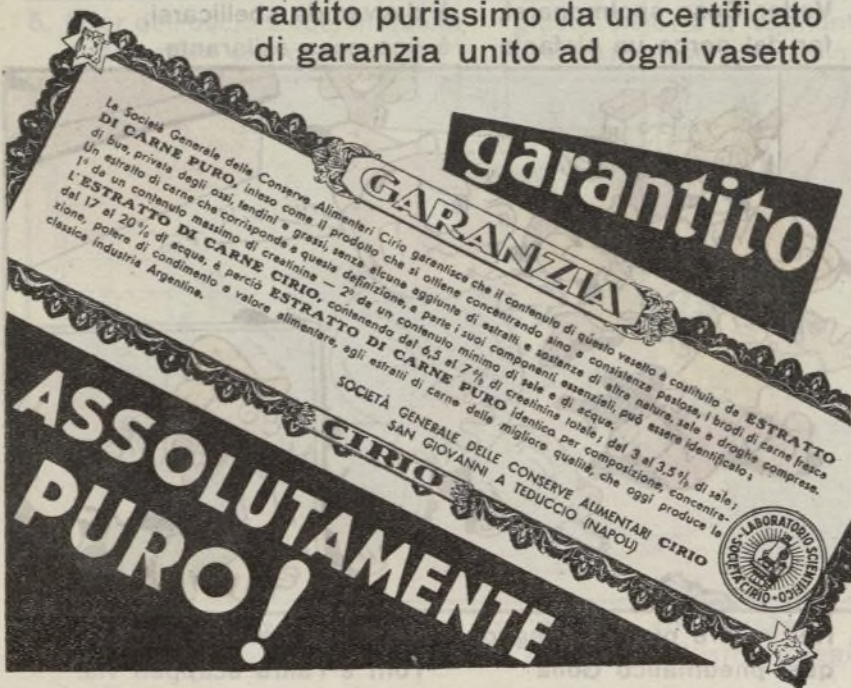 rantito purissimo da un certificato
di garanzia unito ad ogni vasetto
garantito
GARANZIA
La Società Generale delle Conserve Alimentari Cirio garantisce che il contenuto di questo vasetto è costituito da ESTRATTO
DI CARNE PURO, inteso come il prodotto che si ottiene concentrando sino a consistenza pastosa, i brodi di carne fresca
di bue, privata degli ossi, tendini e grassi, senza alcuna aggiunta di estratti o sostanze di altra natura, sale e droghe comprese.
Un estratto di carne che corrisponde a questa definizione, a parte i suoi componenti essenziali, può essere identificato:
1° da un contenuto massimo di creatinina — 2° da un contenuto minimo di sale e di acqua.
L'ESTRATTO DI CARNE CIRIO, contenendo dal 6,5 al 7% di creatinina totale; dal 3 al 3,5% di sale;
dal 17 al 20% di acqua, è perciò ESTRATTO DI CARNE PURO identico, per composizione, concentra-
zione, potere di condimento e valore alimentare, agli estratti di carne della migliore qualità, che oggi produce la
classica industria Argentina.
SOCIETÀ GENERALE DELLE CONSERVE ALIMENTARI CIRIO
SAN GIOVANNI A TEDUCCIO (NAPOLI)
CIRIO
LABORATORIO SCIENTIFICO
SOCIETÀ CIRIO
ASSOLUTAMENTE
PURO!